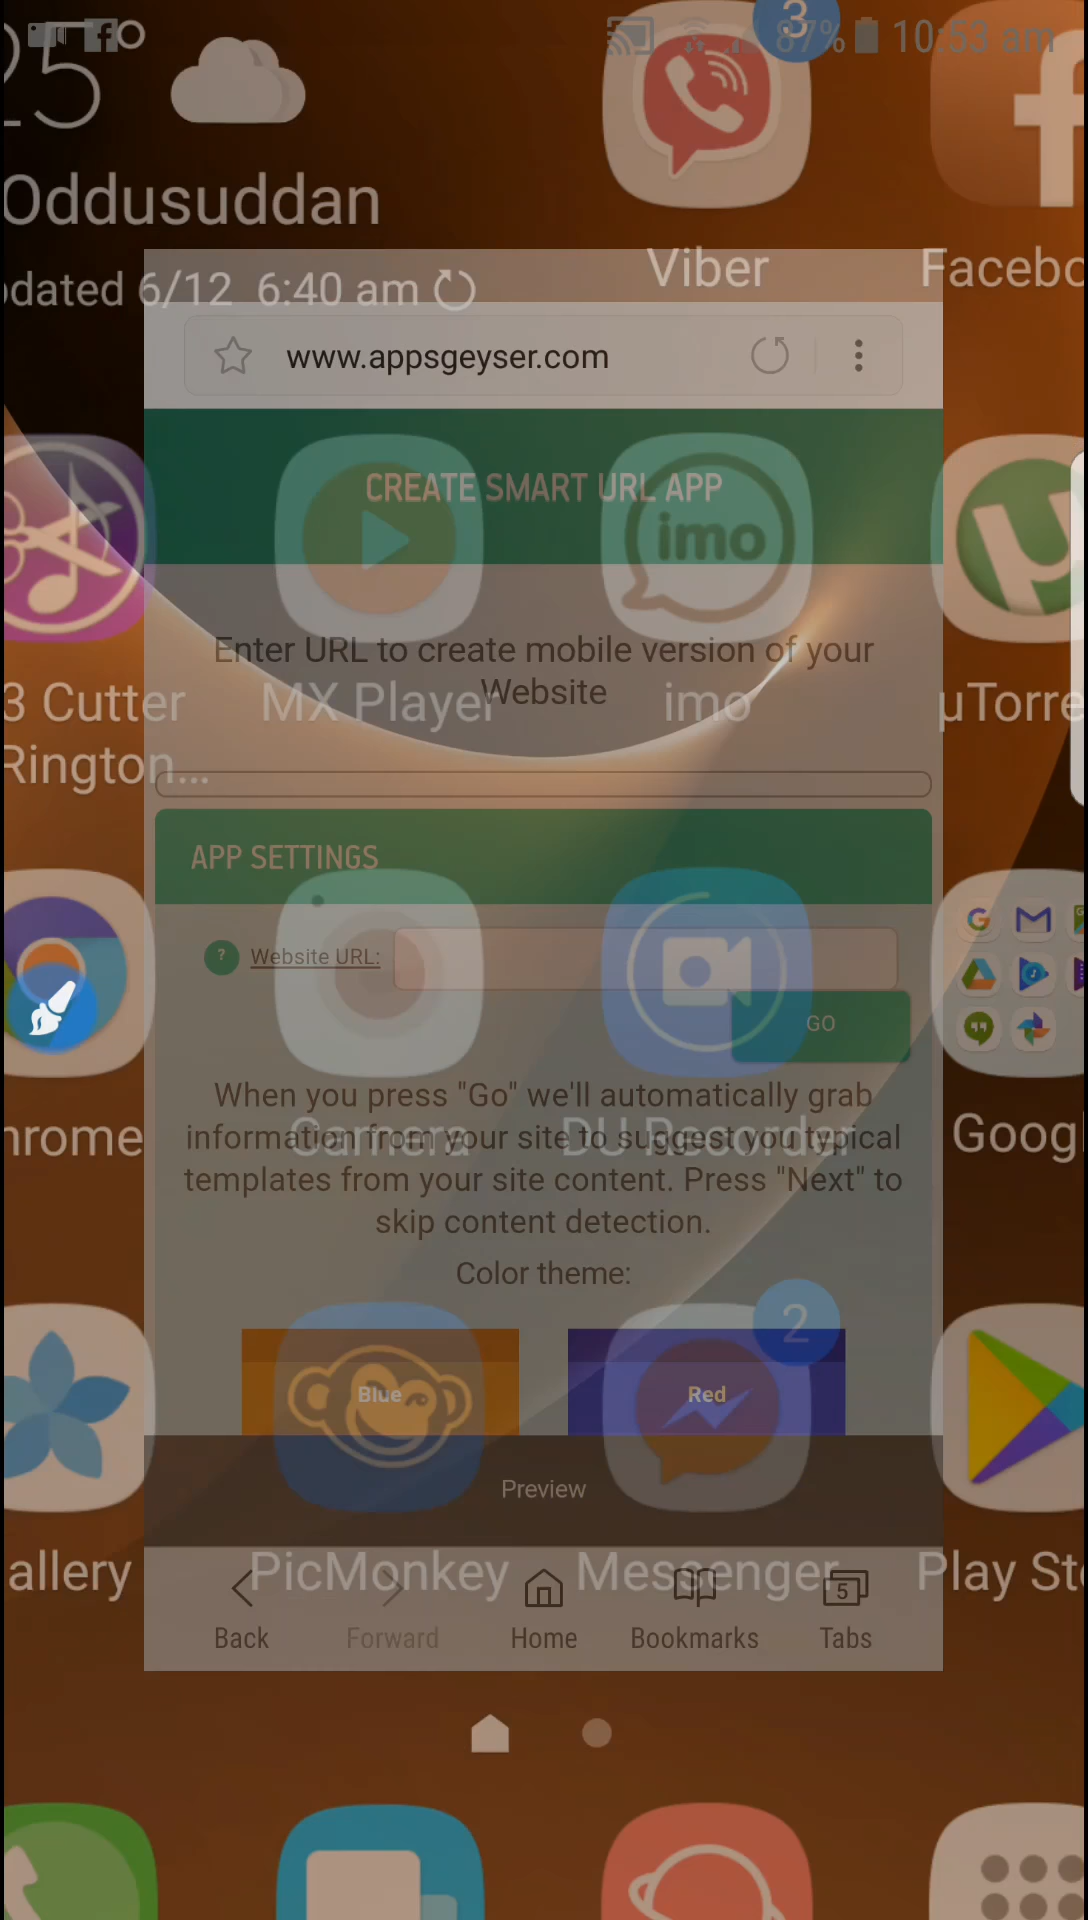 87% 10:53 am
25°
3
Oddusuddan
dated 6/12 6:40 am
Viber
Facebo
www.appsgeyser.com
CREATE SMART URL APP
imo
Enter URL to create mobile version of your
Website
3 Cutter
Rington...
MX Player
imo
µTorre
APP SETTINGS
? Website URL:
GO
When you press "Go" we'll automatically grab
information from your site to suggest you typical
templates from your site content. Press "Next" to
skip content detection.
hrome
Camera
DU Recorder
Goog
Color theme:
2
Blue
Red
Preview
allery
PicMonkey
Messenger
Play Sto
5
Back
Forward
Home
Bookmarks
Tabs